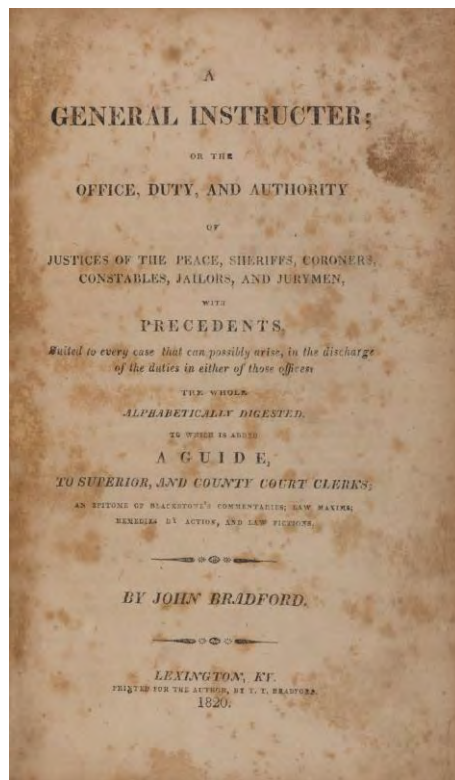 A
GENERAL INSTRUCTER;
OR THE
OFFICE, DUTY, AND AUTHORITY
OF
JUSTICES OF THE PEACE, SHERIFFS, CORONERS,
CONSTABLES, JAILORS, AND JURYMEN,
WITH
PRECEDENTS,
Suited to every case that can possibly arise, in the discharge
of the duties in either of those offices:
THE WHOLE
ALPHABETICALLY DIGESTED.
TO WHICH IS ADDED
A GUIDE,
TO SUPERIOR, AND COUNTY COURT CLERKS;
AN EPITOME OF BLACKSTONE'S COMMENTARIES; LAW MAXIMS;
REMEDIES BY ACTION, AND LAW FICTIONS.
BY JOHN BRADFORD.
LEXINGTON, KY.
PRINTED FOR THE AUTHOR, BY T. T. BRADFORD.
1820.